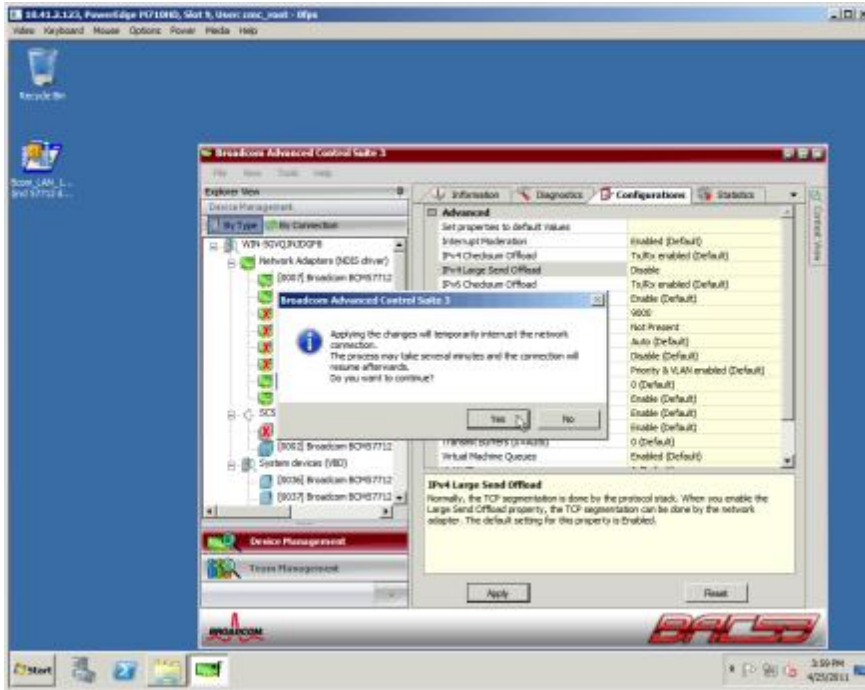 10.41.2.123, PowerEdge M710HD, Slot 9, User: cmc_root - 0fps
Video Keyboard Mouse Options Power Media Help
Recycle Bin
Broadcom Advanced Control Suite 3
File View Tools Help
Explorer View
Device Management
By Type
By Connection
Network Adapters (NDIS driver)
[0007] Broadcom BCM57712
[0002] Broadcom BCM57712
System devices (VBD)
[0036] Broadcom BCM57712
[0037] Broadcom BCM57712
Device Management
Team Management
Information
Diagnostics
Configurations
Statistics
Context View
Advanced
Set properties to default values
Interrupt Moderation Enabled (Default)
IPv4 Checksum Offload Tx/Rx enabled (Default)
IPv4 Large Send Offload Disable
IPv6 Checksum Offload Tx/Rx enabled (Default)
Enable (Default)
9000
Not Present
Auto (Default)
Disable (Default)
Priority & VLAN enabled (Default)
0 (Default)
Enable (Default)
Enable (Default)
Enable (Default)
0 (Default)
Virtual Machine Queues Enabled (Default)
Broadcom Advanced Control Suite 3
Applying the changes will temporarily interrupt the network
connection.
The process may take several minutes and the connection will
resume afterwards.
Do you want to continue?
Yes
No
IPv4 Large Send Offload
Normally, the TCP segmentation is done by the protocol stack. When you enable the
Large Send Offload property, the TCP segmentation can be done by the network
adapter. The default setting for this property is Enabled.
Apply
Reset
BROADCOM
BACS3
Start
3:59 PM
4/25/2011